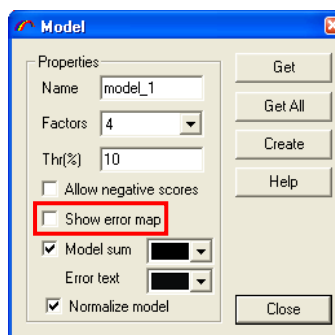 Model
Properties
Name model_1
Factors 4
Thr(%) 10
Allow negative scores
Show error map
Model sum
Error text
Normalize model
Get
Get All
Create
Help
Close